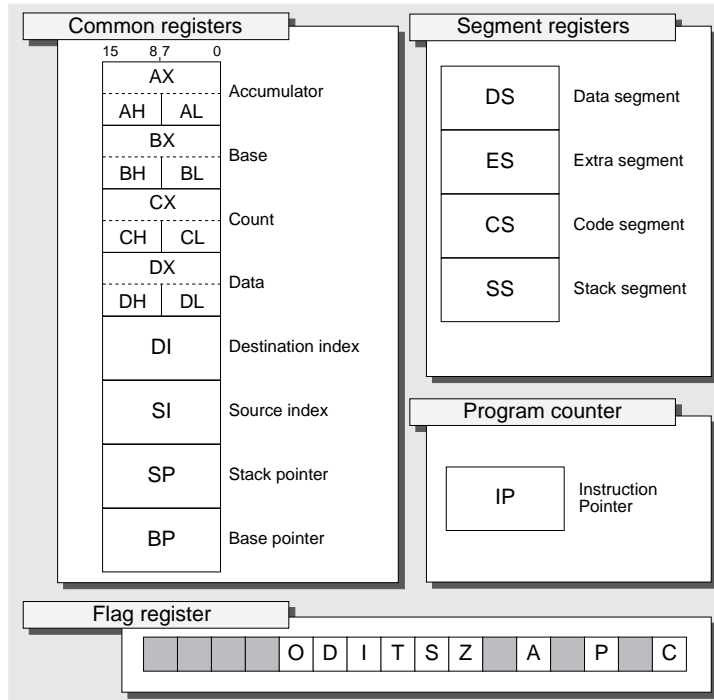 Common registers
15 8 7 0
AX
AH AL
Accumulator
BX
BH BL
Base
CX
CH CL
Count
DX
DH DL
Data
DI
Destination index
SI
Source index
SP
Stack pointer
BP
Base pointer
Segment registers
DS
Data segment
ES
Extra segment
CS
Code segment
SS
Stack segment
Program counter
IP
Instruction
Pointer
Flag register
O D I T S Z A P C